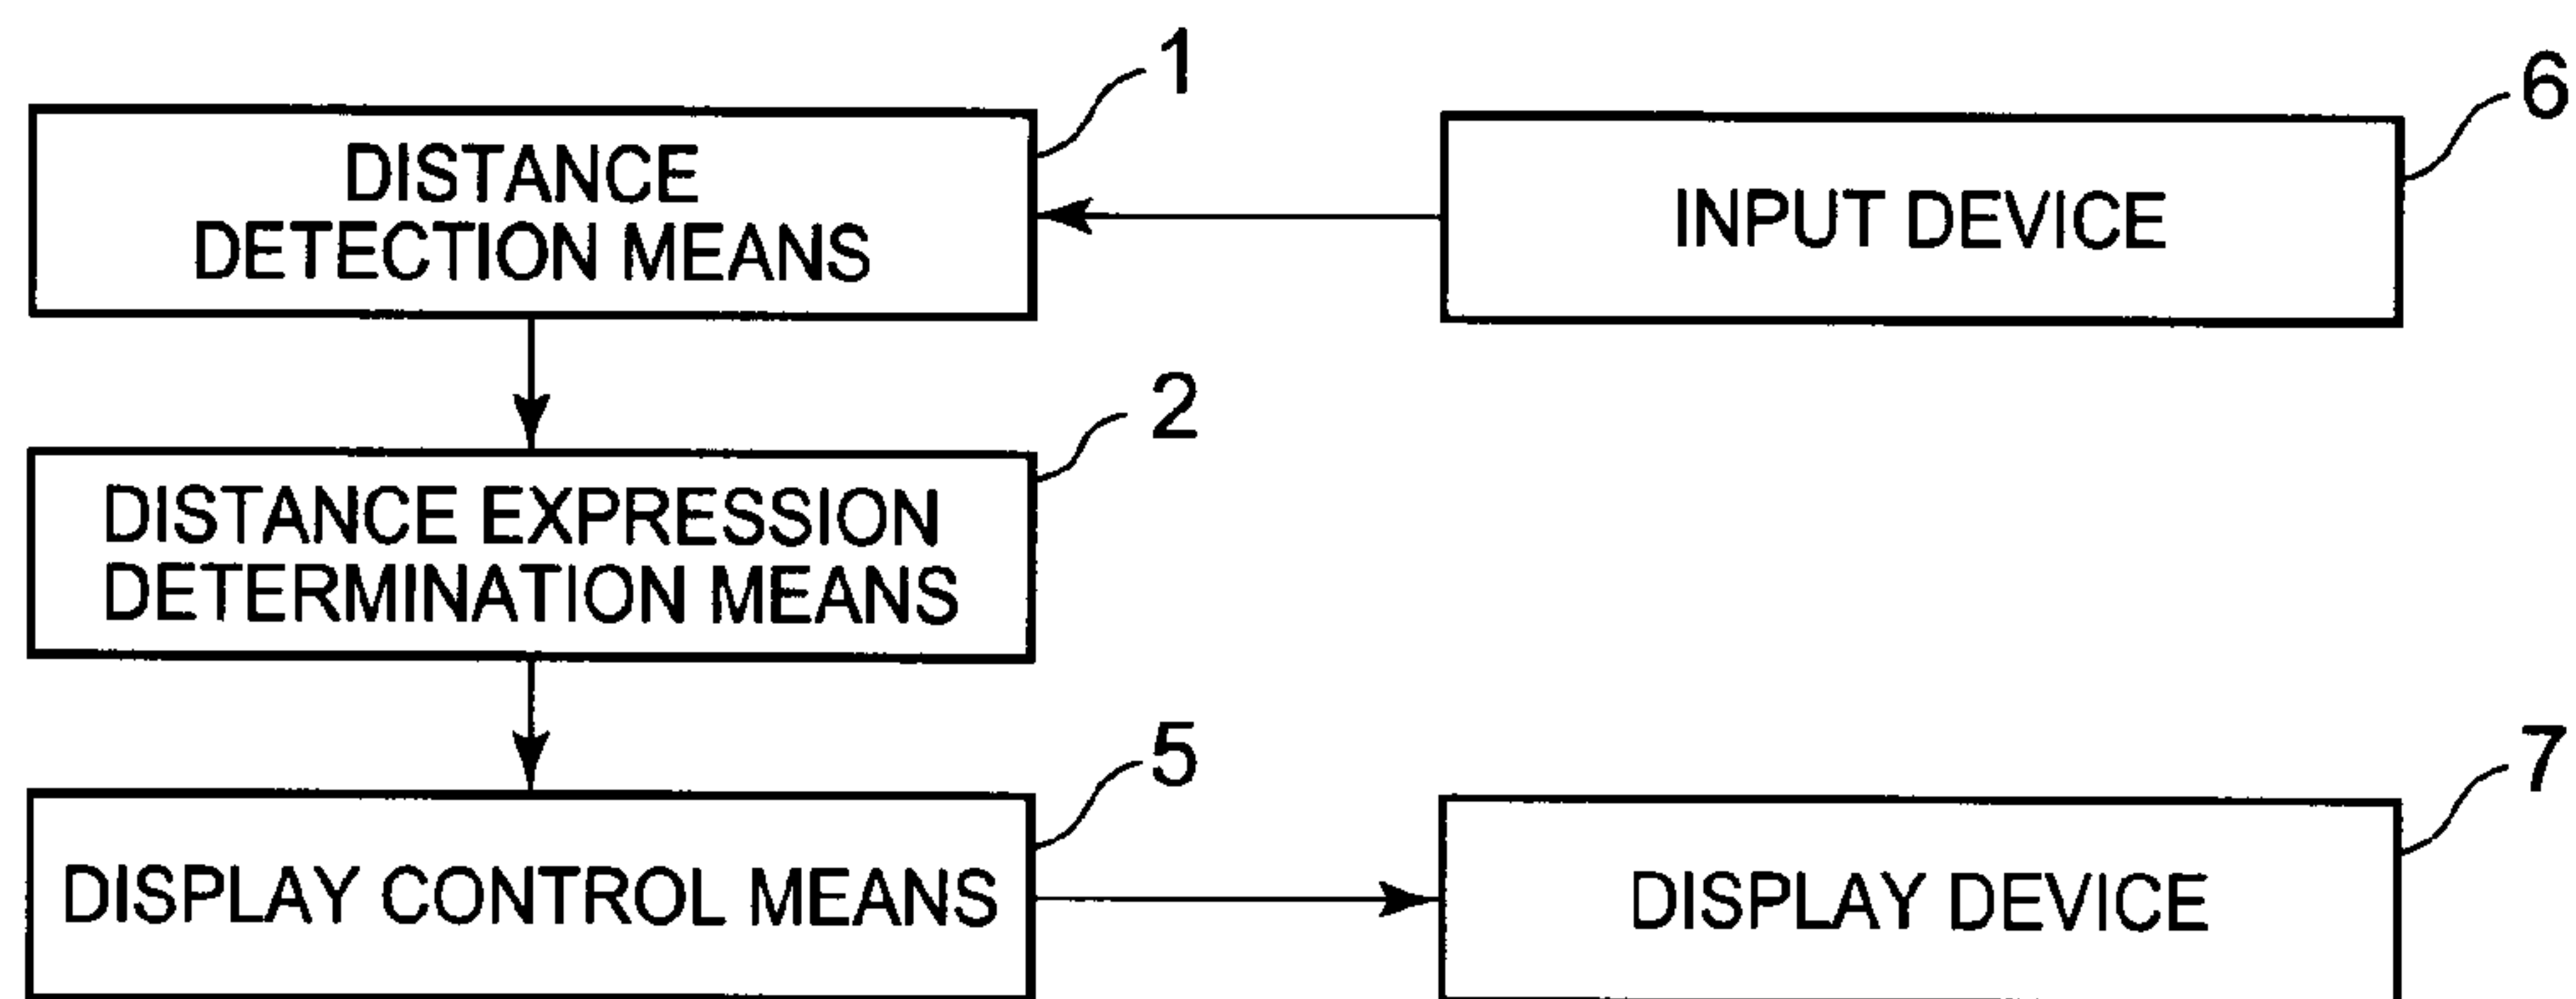 1
DISTANCE
DETECTION MEANS
6
INPUT DEVICE
2
DISTANCE EXPRESSION
DETERMINATION MEANS
5
DISPLAY CONTROL MEANS
7
DISPLAY DEVICE